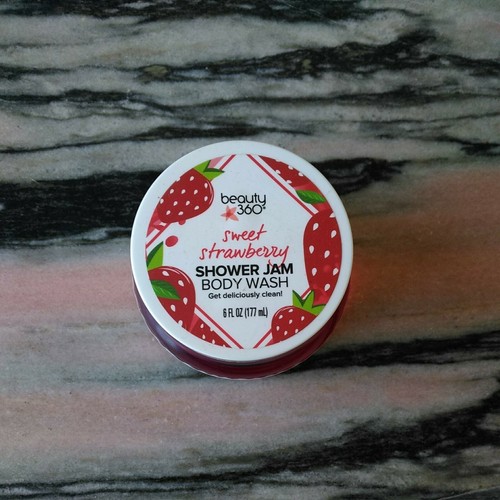 beauty
360°
sweet
strawberry
SHOWER JAM
BODY WASH
Get deliciously clean!
6 FL OZ (177 mL)